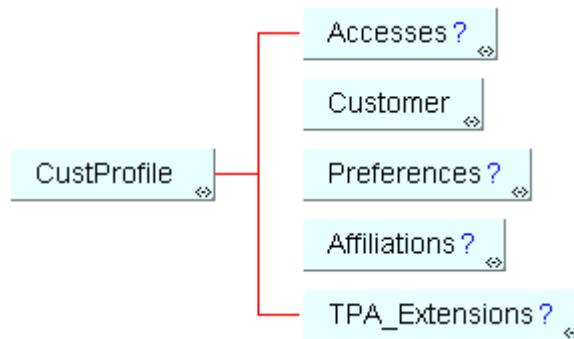 Accesses?
Customer
CustProfile
Preferences?
Affiliations?
TPA_Extensions?